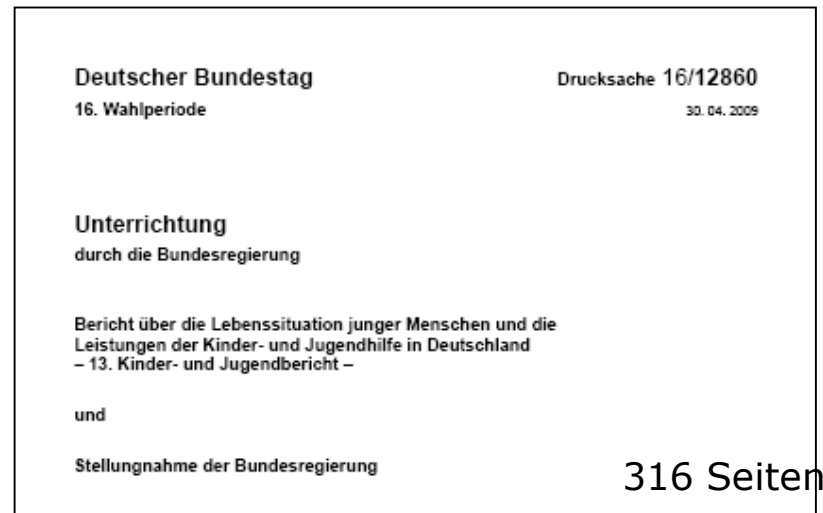 Deutscher Bundestag Drucksache 16/12860
16. Wahlperiode 30. 04. 2009
Unterrichtung
durch die Bundesregierung
Bericht über die Lebenssituation junger Menschen und die
Leistungen der Kinder- und Jugendhilfe in Deutschland
– 13. Kinder- und Jugendbericht –
und
Stellungnahme der Bundesregierung
316 Seiten